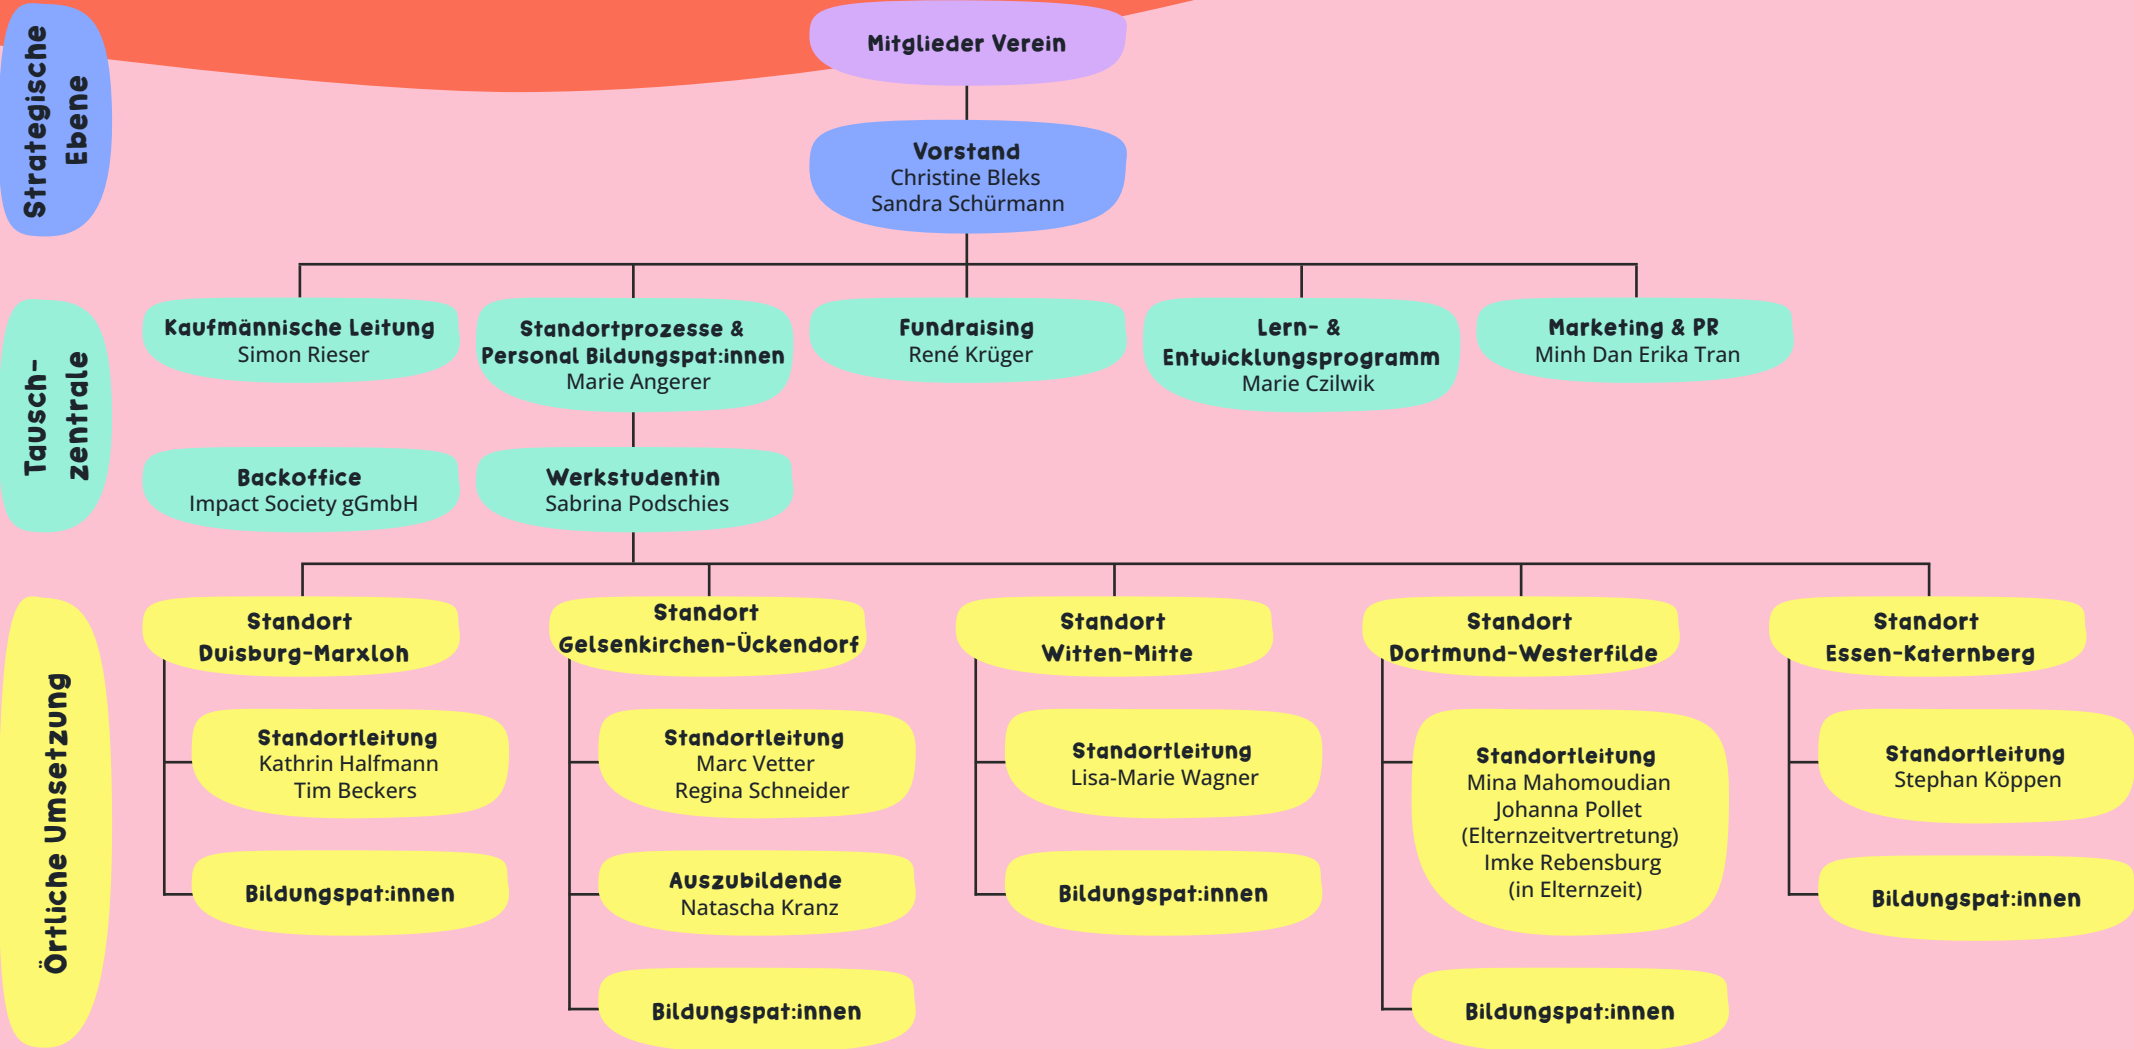 Strategische
Ebene
Mitglieder Verein
Vorstand
Christine Bleks
Sandra Schürmann
Tausch-
zentrale
Kaufmännische Leitung
Simon Rieser
Standortprozesse &
Personal Bildungspat:innen
Marie Angerer
Fundraising
René Krüger
Lern- &
Entwicklungsprogramm
Marie Czilwik
Marketing & PR
Minh Dan Erika Tran
Backoffice
Impact Society gGmbH
Werkstudentin
Sabrina Podschies
Örtliche Umsetzung
Standort
Duisburg-Marxloh
Standortleitung
Kathrin Halfmann
Tim Beckers
Bildungspat:innen
Standort
Gelsenkirchen-Ückendorf
Standortleitung
Marc Vetter
Regina Schneider
Auszubildende
Natascha Kranz
Bildungspat:innen
Standort
Witten-Mitte
Standortleitung
Lisa-Marie Wagner
Bildungspat:innen
Standort
Dortmund-Westerfilde
Standortleitung
Mina Mahomoudian
Johanna Pollet
(Elternzeitvertretung)
Imke Rebensburg
(in Elternzeit)
Bildungspat:innen
Standort
Essen-Katernberg
Standortleitung
Stephan Köppen
Bildungspat:innen